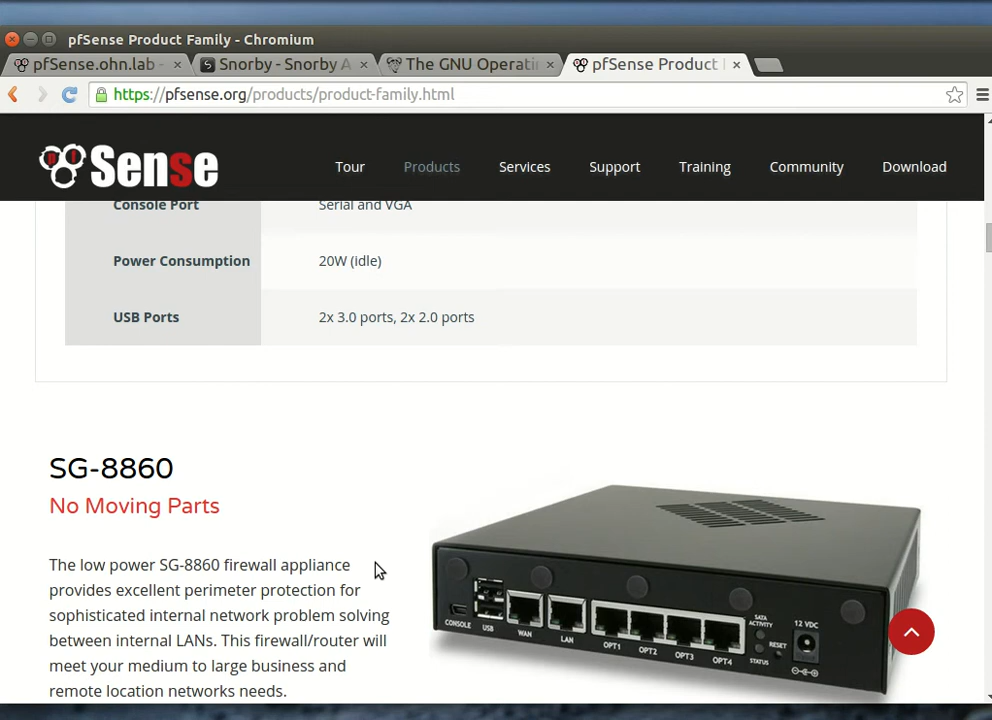 pfSense Product Family - Chromium
pfSense.ohn.lab -
Snorby - Snorby A
The GNU Operati
pfSense Product
https://pfsense.org/products/product-family.html
pf Sense
Tour
Products
Services
Support
Training
Community
Download
Console Port
Serial and VGA
Power Consumption
20W (idle)
USB Ports
2x 3.0 ports, 2x 2.0 ports
SG-8860
No Moving Parts
The low power SG-8860 firewall appliance
provides excellent perimeter protection for
sophisticated internal network problem solving
between internal LANs. This firewall/router will
meet your medium to large business and
remote location networks needs.
CONSOLE
USB
WAN
LAN
OPT1
OPT2
OPT3
OPT4
SATA
ACTIVITY
STATUS
RESET
12 VDC